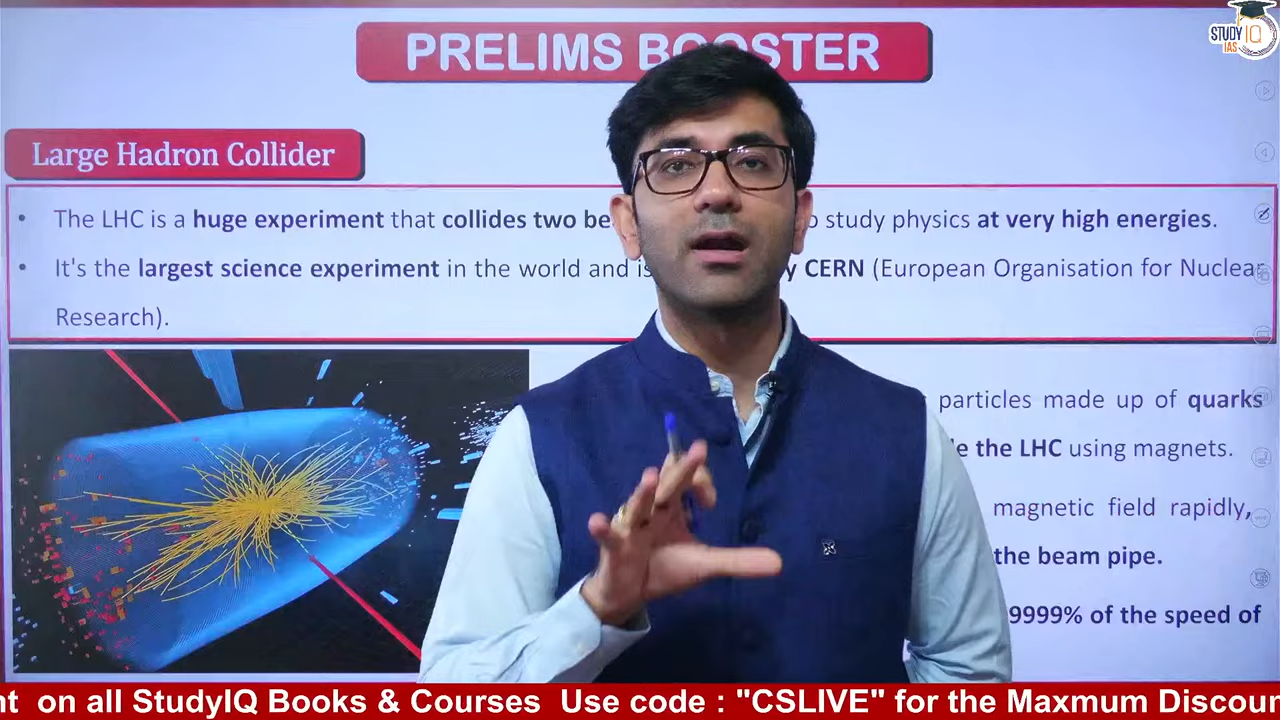 PRELIMS BOOSTER
STUDY IQ
IAS
Large Hadron Collider
• The LHC is a huge experiment that collides two be study physics at very high energies.
• It's the largest science experiment in the world and is y CERN (European Organisation for Nuclear
Research).
particles made up of quarks
e the LHC using magnets.
magnetic field rapidly,
the beam pipe.
9999% of the speed of
nt on all StudyIQ Books & Courses Use code : "CSLIVE" for the Maxmum Discoun